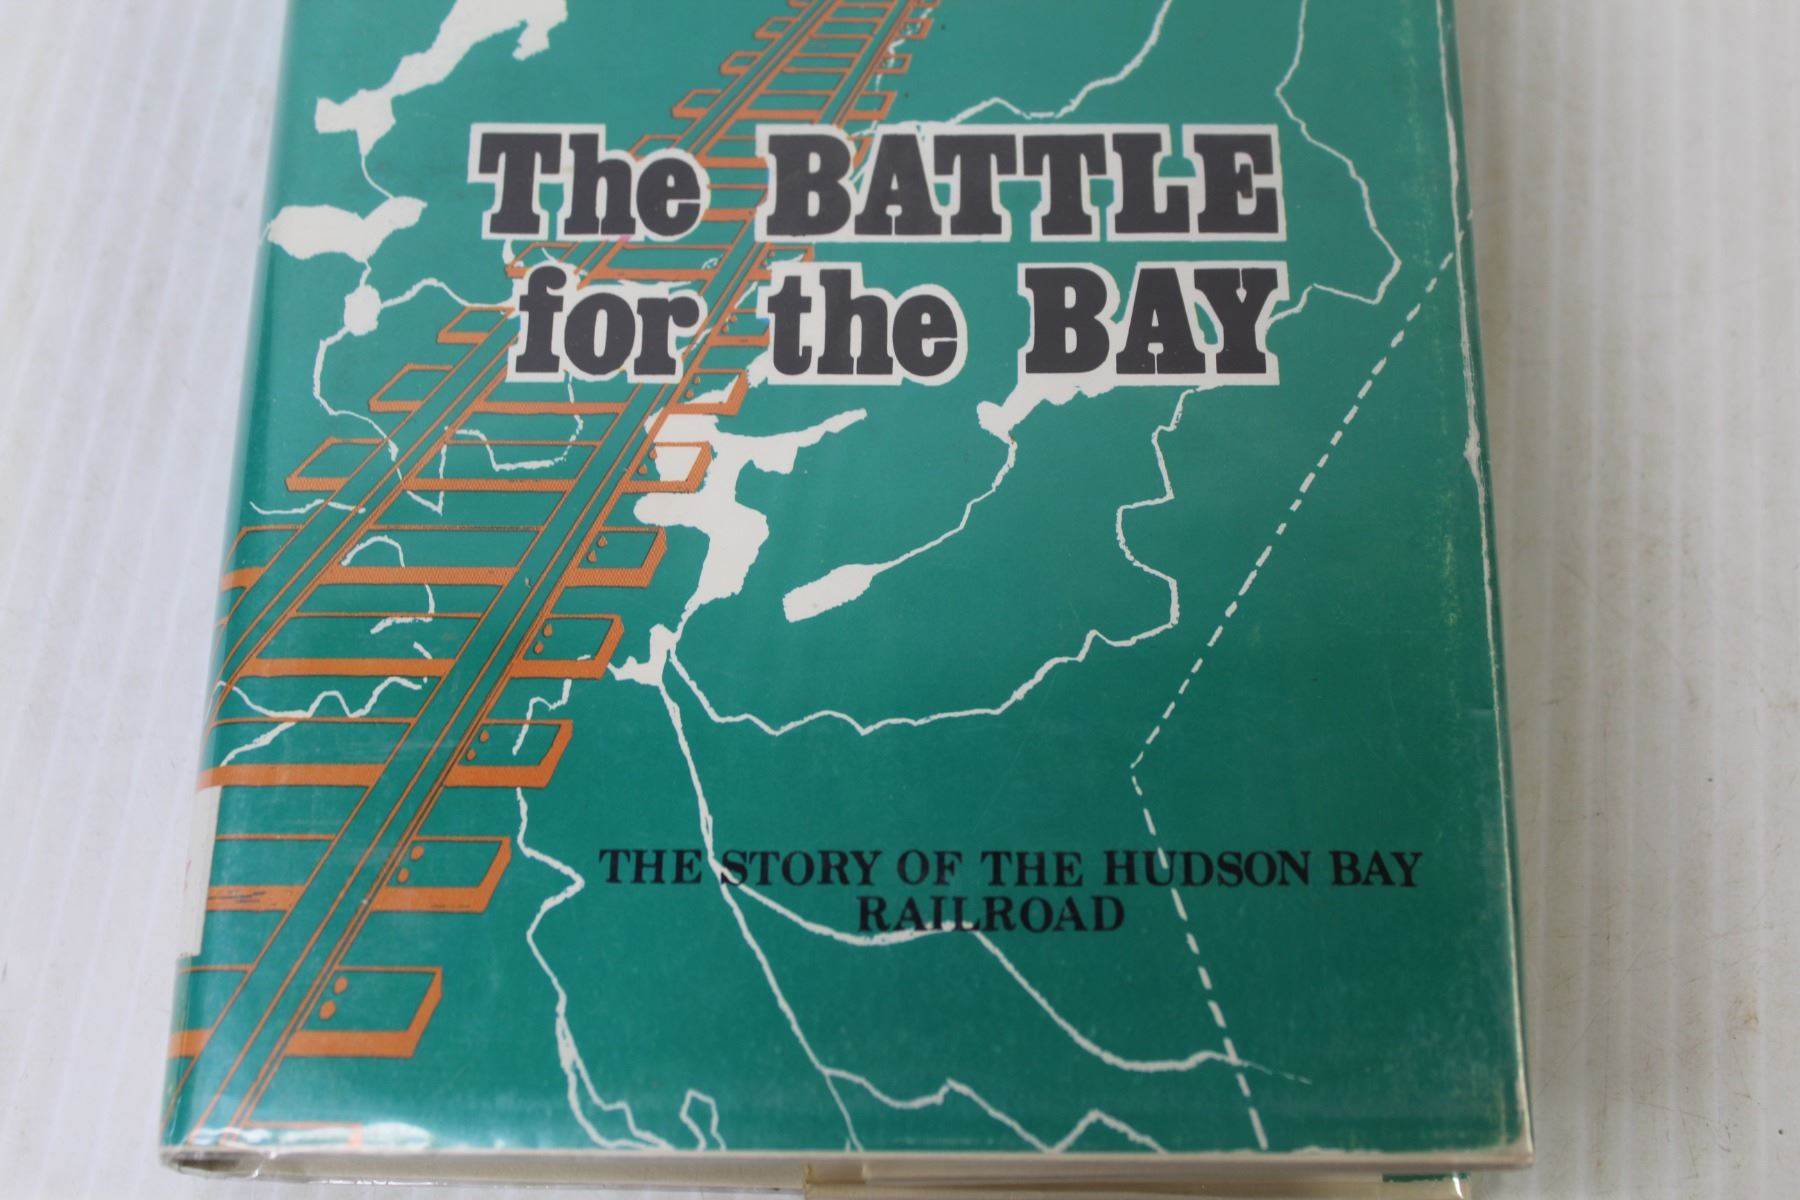 The BATTLE
for the BAY
THE STORY OF THE HUDSON BAY
RAILROAD